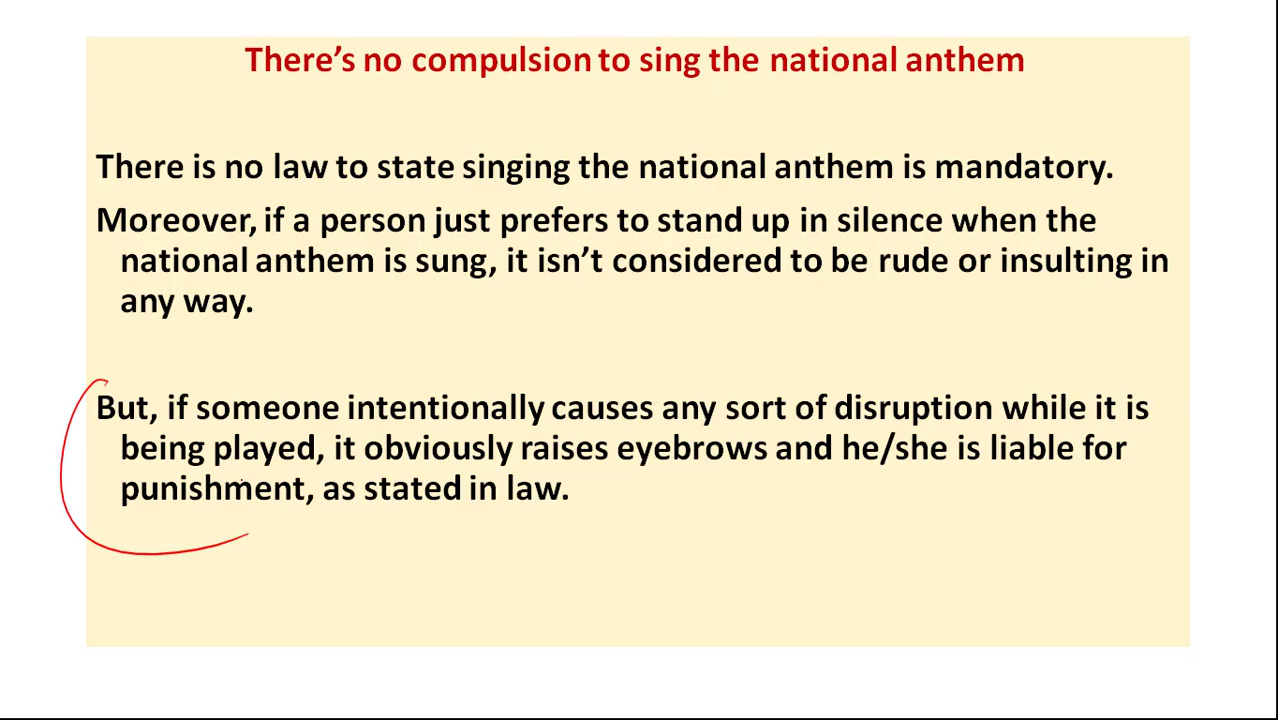 There’s no compulsion to sing the national anthem
There is no law to state singing the national anthem is mandatory.
Moreover, if a person just prefers to stand up in silence when the
national anthem is sung, it isn’t considered to be rude or insulting in
any way.
But, if someone intentionally causes any sort of disruption while it is
being played, it obviously raises eyebrows and he/she is liable for
punishment, as stated in law.